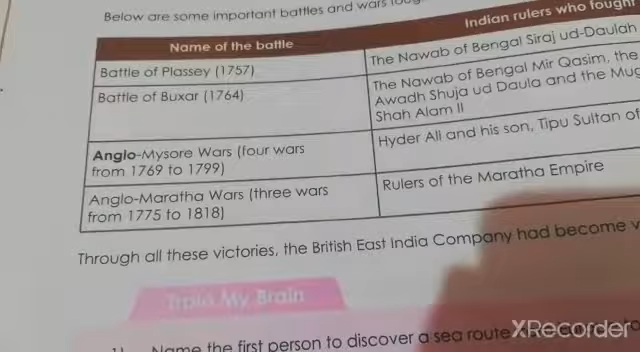 Below are some important battles and wars
Name of the battle
Indian rulers who fought
Battle of Plassey (1757)
The Nawab of Bengal Siraj ud-Daulah
Battle of Buxar (1764)
The Nawab of Bengal Mir Qasim, the
Awadh Shuja ud Daula and the
Shah Alam II
Anglo-Mysore Wars (four wars
from 1769 to 1799)
Hyder Ali and his son, Tipu Sultan of
Anglo-Maratha Wars (three wars
from 1775 to 1818)
Rulers of the Maratha Empire
Through all these victories, the British East India Company had become
Train My Brain
Name the first person to discover a sea route
XRecorder